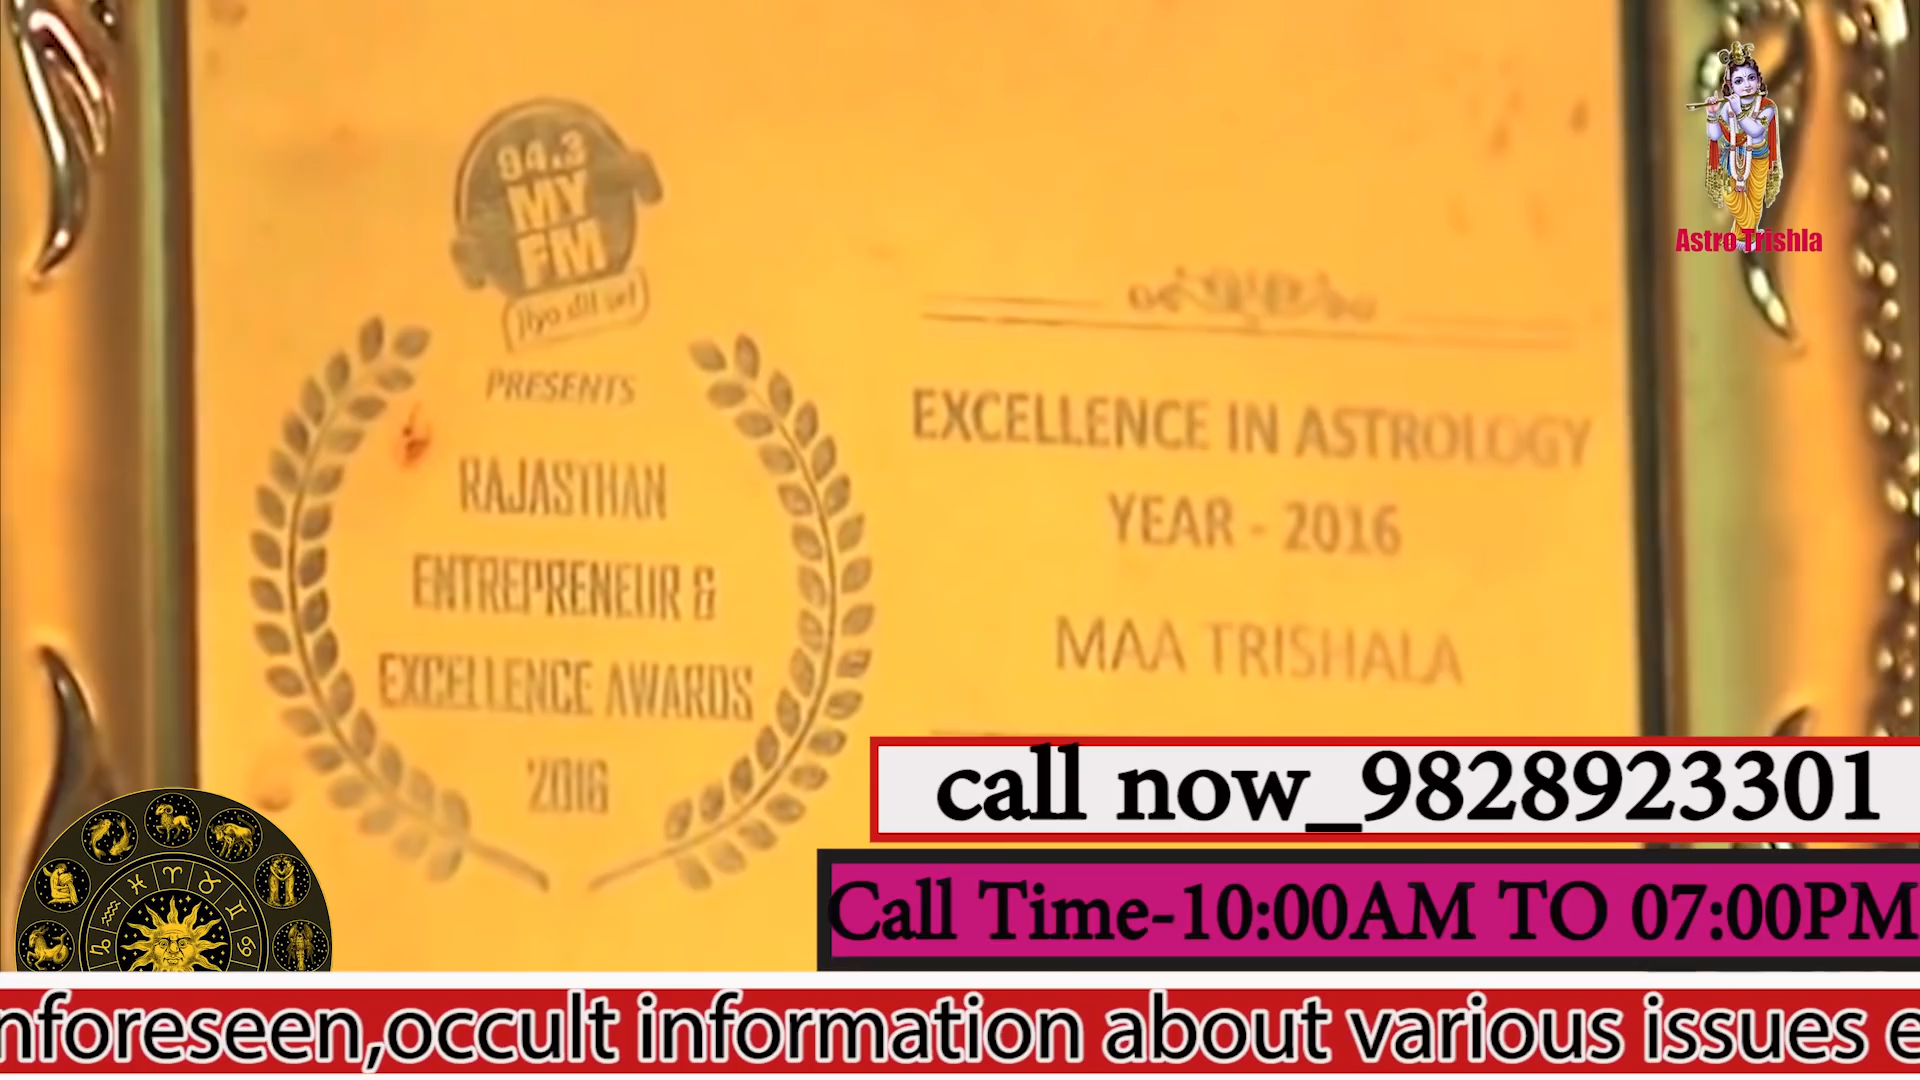 94.3
MY
FM
Jiyo dil se!
PRESENTS
RAJASTHAN
ENTREPRENEUR &
EXCELLENCE AWARDS
2016
EXCELLENCE IN ASTROLOGY
YEAR - 2016
MAA TRISHALA
Astro Trishla
call now_9828923301
Call Time-10:00AM TO 07:00PM
nforeseen,occult information about various issues e